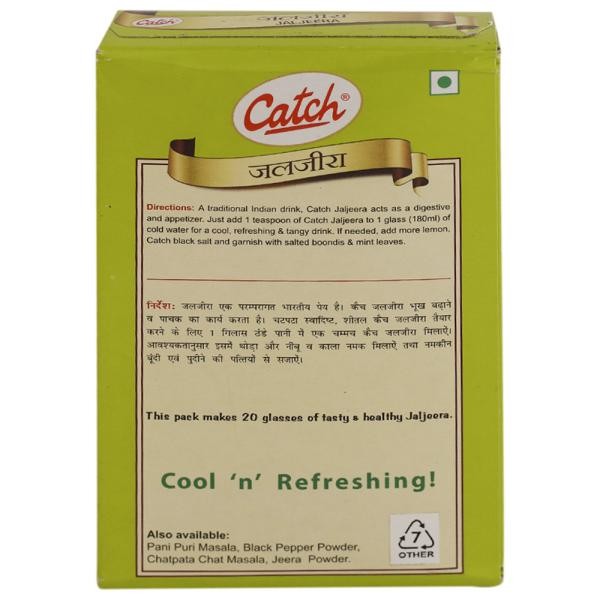 Catch
जलजीरा
JALJEERA
Catch®
जलजीरा
Directions: A traditional Indian drink, Catch Jaljeera acts as a digestive
and appetizer. Just add 1 teaspoon of Catch Jaljeera to 1 glass (180ml) of
cold water for a cool, refreshing & tangy drink. If needed, add more lemon,
Catch black salt and garnish with salted boondis & mint leaves.
निर्देश: जलजीरा एक परम्परागत भारतीय पेय है। कैच जलजीरा भूख बढ़ाने
व पाचक का कार्य करता है। चटपटा स्वादिष्ट, शीतल कैच जलजीरा तैयार
करने के लिए 1 गिलास ठंडे पानी में एक चम्मच कैच जलजीरा मिलाऐं।
आवश्यकतानुसार इसमें थोड़ा और नींबू व काला नमक मिलाऐं तथा नमकीन
बूंदी एवं पुदीने की पत्तियों से सजाऐं।
This pack makes 20 glasses of tasty & healthy Jaljeera.
Cool 'n' Refreshing!
Also available:
Pani Puri Masala, Black Pepper Powder,
Chatpata Chat Masala, Jeera Powder.
7
OTHER